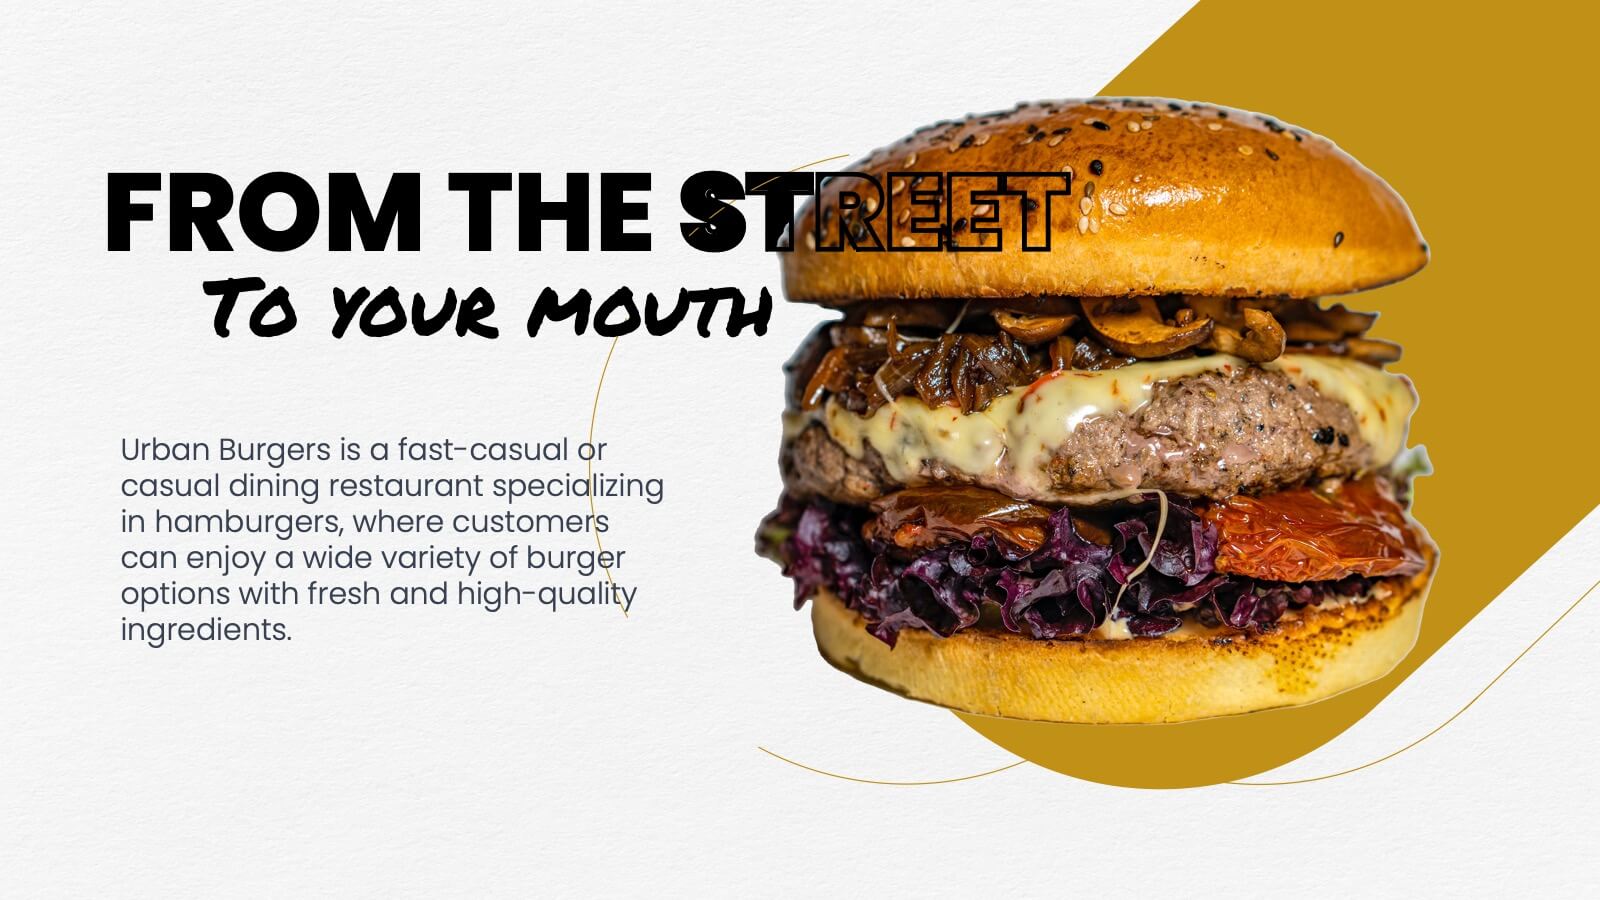 FROM THE STREET
To your mouth
Urban Burgers is a fast-casual or
casual dining restaurant specializing
in hamburgers, where customers
can enjoy a wide variety of burger
options with fresh and high-quality
ingredients.